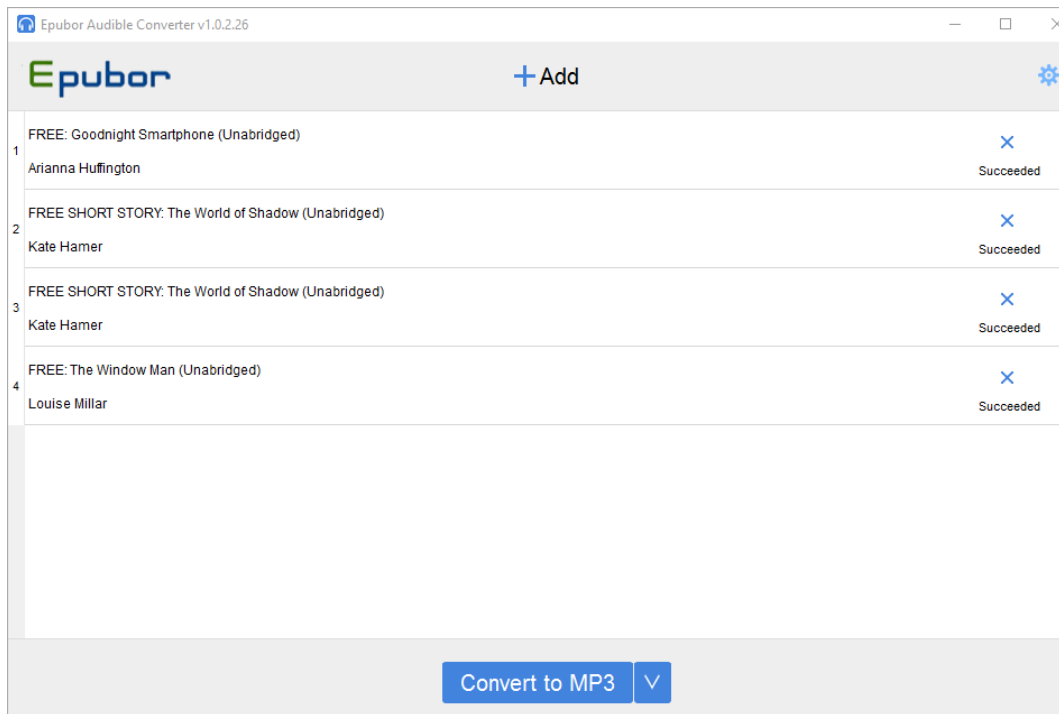 Epubor Audible Converter v1.0.2.26
Epubor
Add
FREE: Goodnight Smartphone (Unabridged)
1
Arianna Huffington
Succeeded
FREE SHORT STORY: The World of Shadow (Unabridged)
2
Kate Hamer
Succeeded
FREE SHORT STORY: The World of Shadow (Unabridged)
3
Kate Hamer
Succeeded
FREE: The Window Man (Unabridged)
4
Louise Millar
Succeeded
Convert to MP3